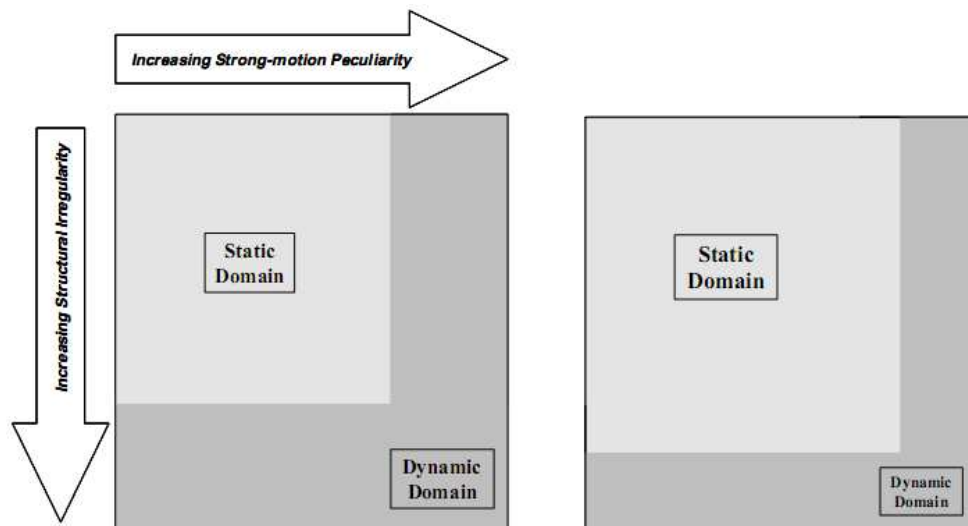 Increasing Strong-motion Peculiarity
Increasing Structural Irregularity
Static
Domain
Dynamic
Domain
Static
Domain
Dynamic
Domain